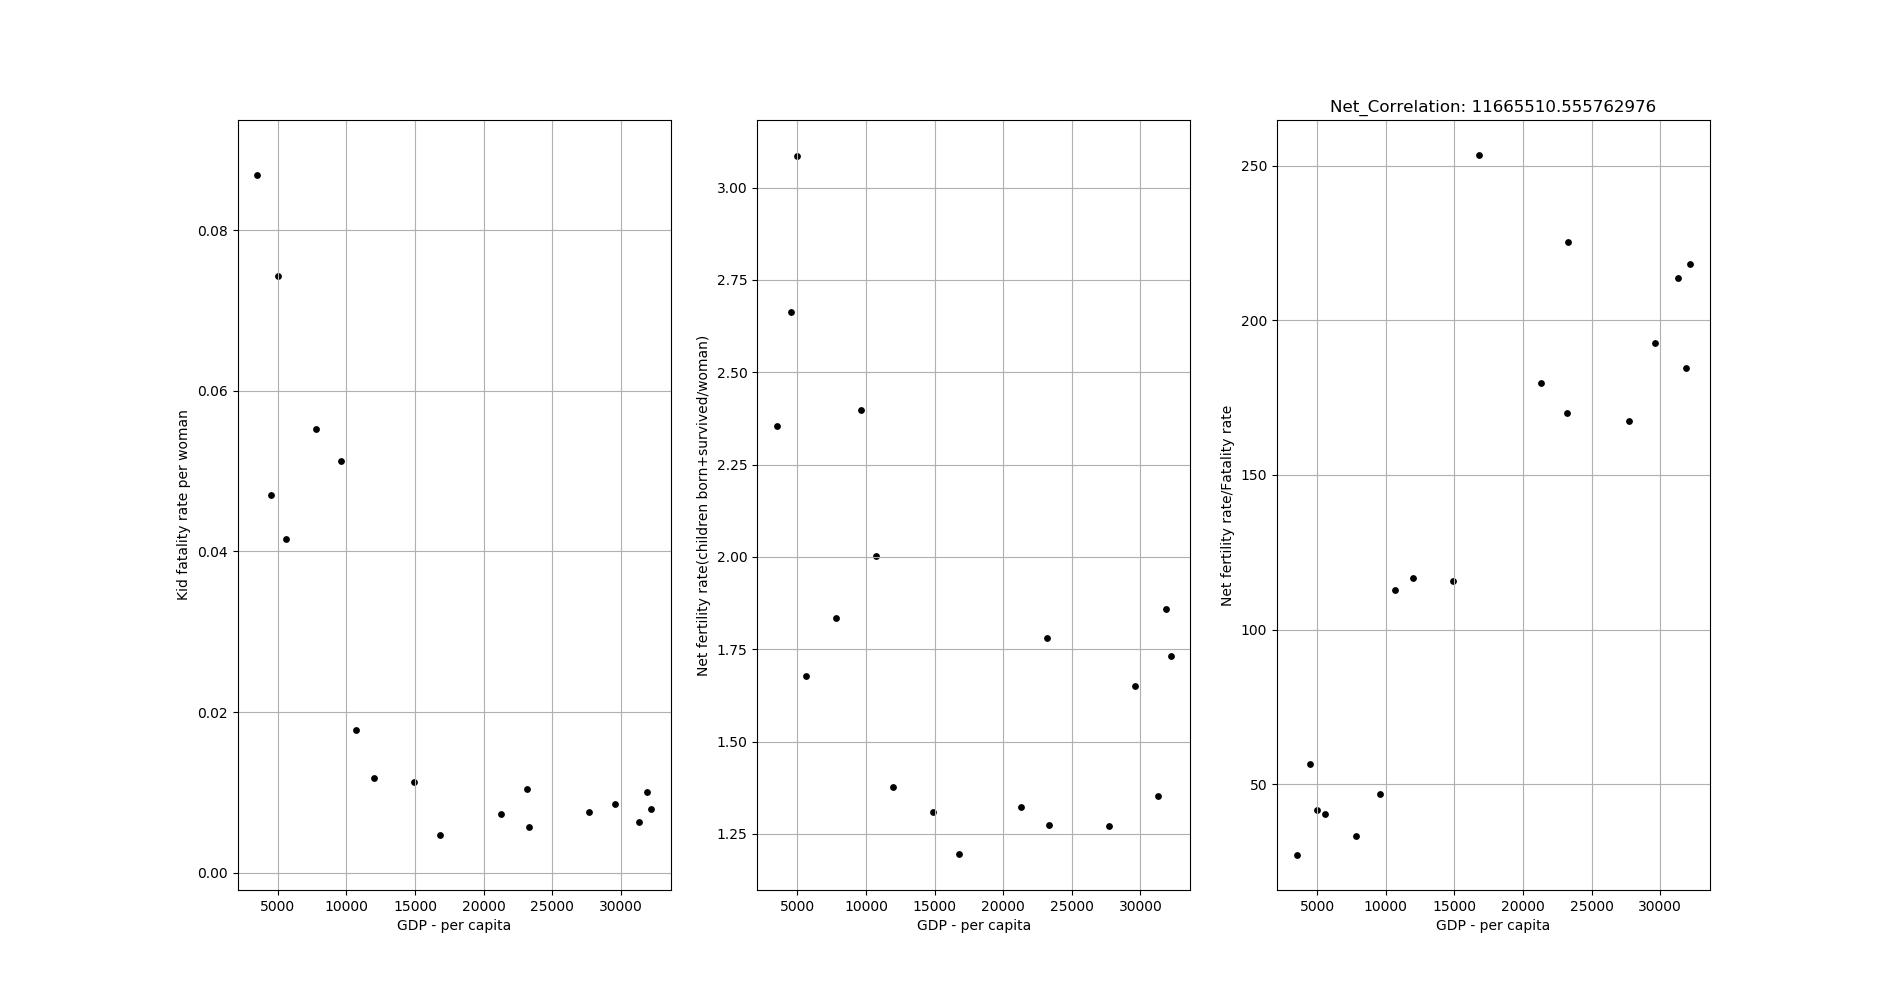 Kid fatality rate per woman
0.08
0.06
0.04
0.02
0.00
5000 10000 15000 20000 25000 30000
GDP - per capita
Net fertility rate(children born+survived/woman)
3.00
2.75
2.50
2.25
2.00
1.75
1.50
1.25
5000 10000 15000 20000 25000 30000
GDP - per capita
Net_Correlation: 11665510.555762976
Net fertility rate/Fatality rate
250
200
150
100
50
5000 10000 15000 20000 25000 30000
GDP - per capita